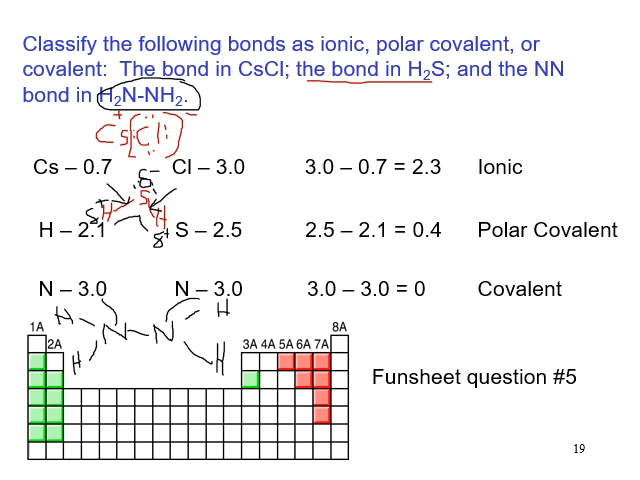 Classify the following bonds as ionic, polar covalent, or
covalent: The bond in CsCl; the bond in H₂S; and the NN
bond in H₂N-NH₂.
Cs Cl
Cs – 0.7 Cl – 3.0 3.0 – 0.7 = 2.3 Ionic
δ-
S
δ+ H H
δ+
H – 2.1 S – 2.5 2.5 – 2.1 = 0.4 Polar Covalent
N – 3.0 N – 3.0 3.0 – 3.0 = 0 Covalent
H H
N – N
H H
1A 8A
2A 3A 4A 5A 6A 7A
Funsheet question #5
19